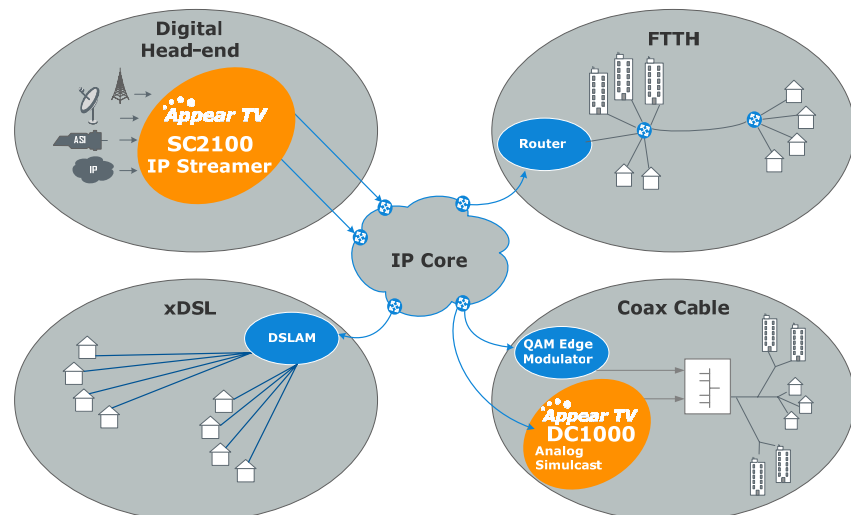 Digital
Head-end
Appear TV
SC2100
IP Streamer
ASI
IP
FTTH
Router
IP Core
xDSL
DSLAM
Coax Cable
QAM Edge
Modulator
Appear TV
DC1000
Analog
Simulcast